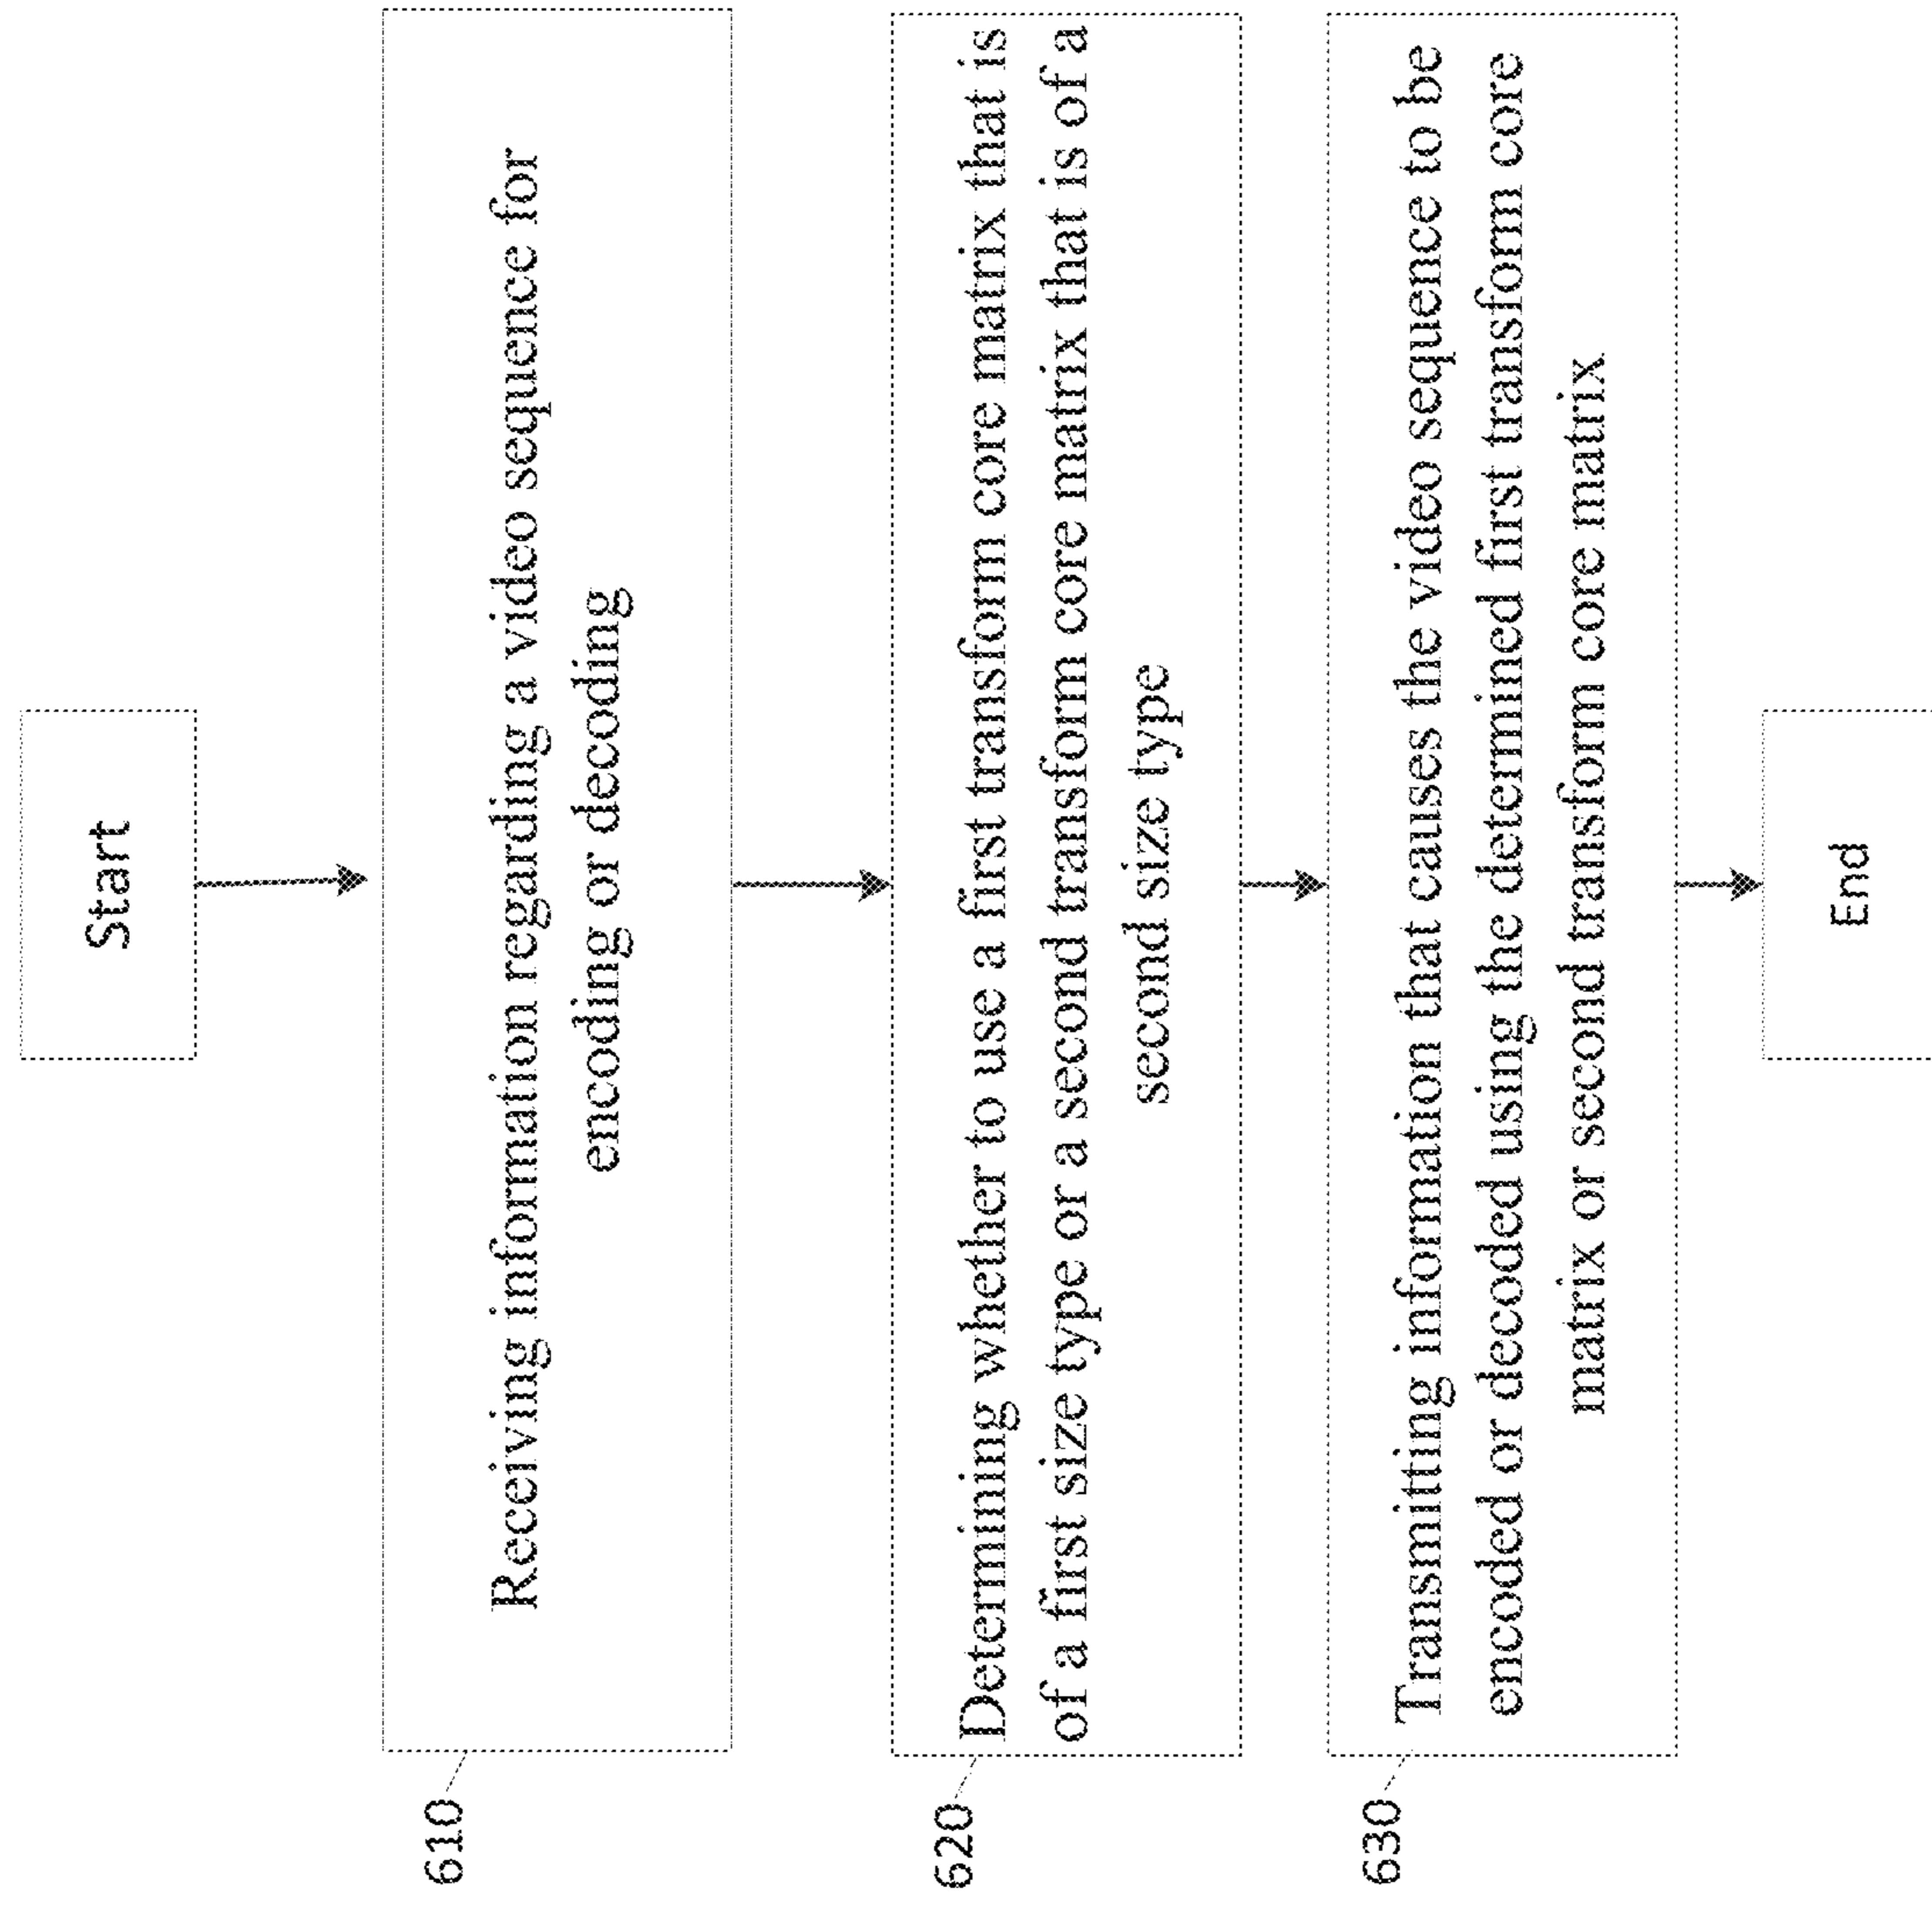 Start
610
Receiving information regarding a video sequence for
encoding or decoding
620
Determining whether to use a first transform core matrix that is
of a first size type or a second transform core matrix that is of a
second size type
630
Transmitting information that causes the video sequence to be
encoded or decoded using the determined first transform core
matrix or second transform core matrix
End